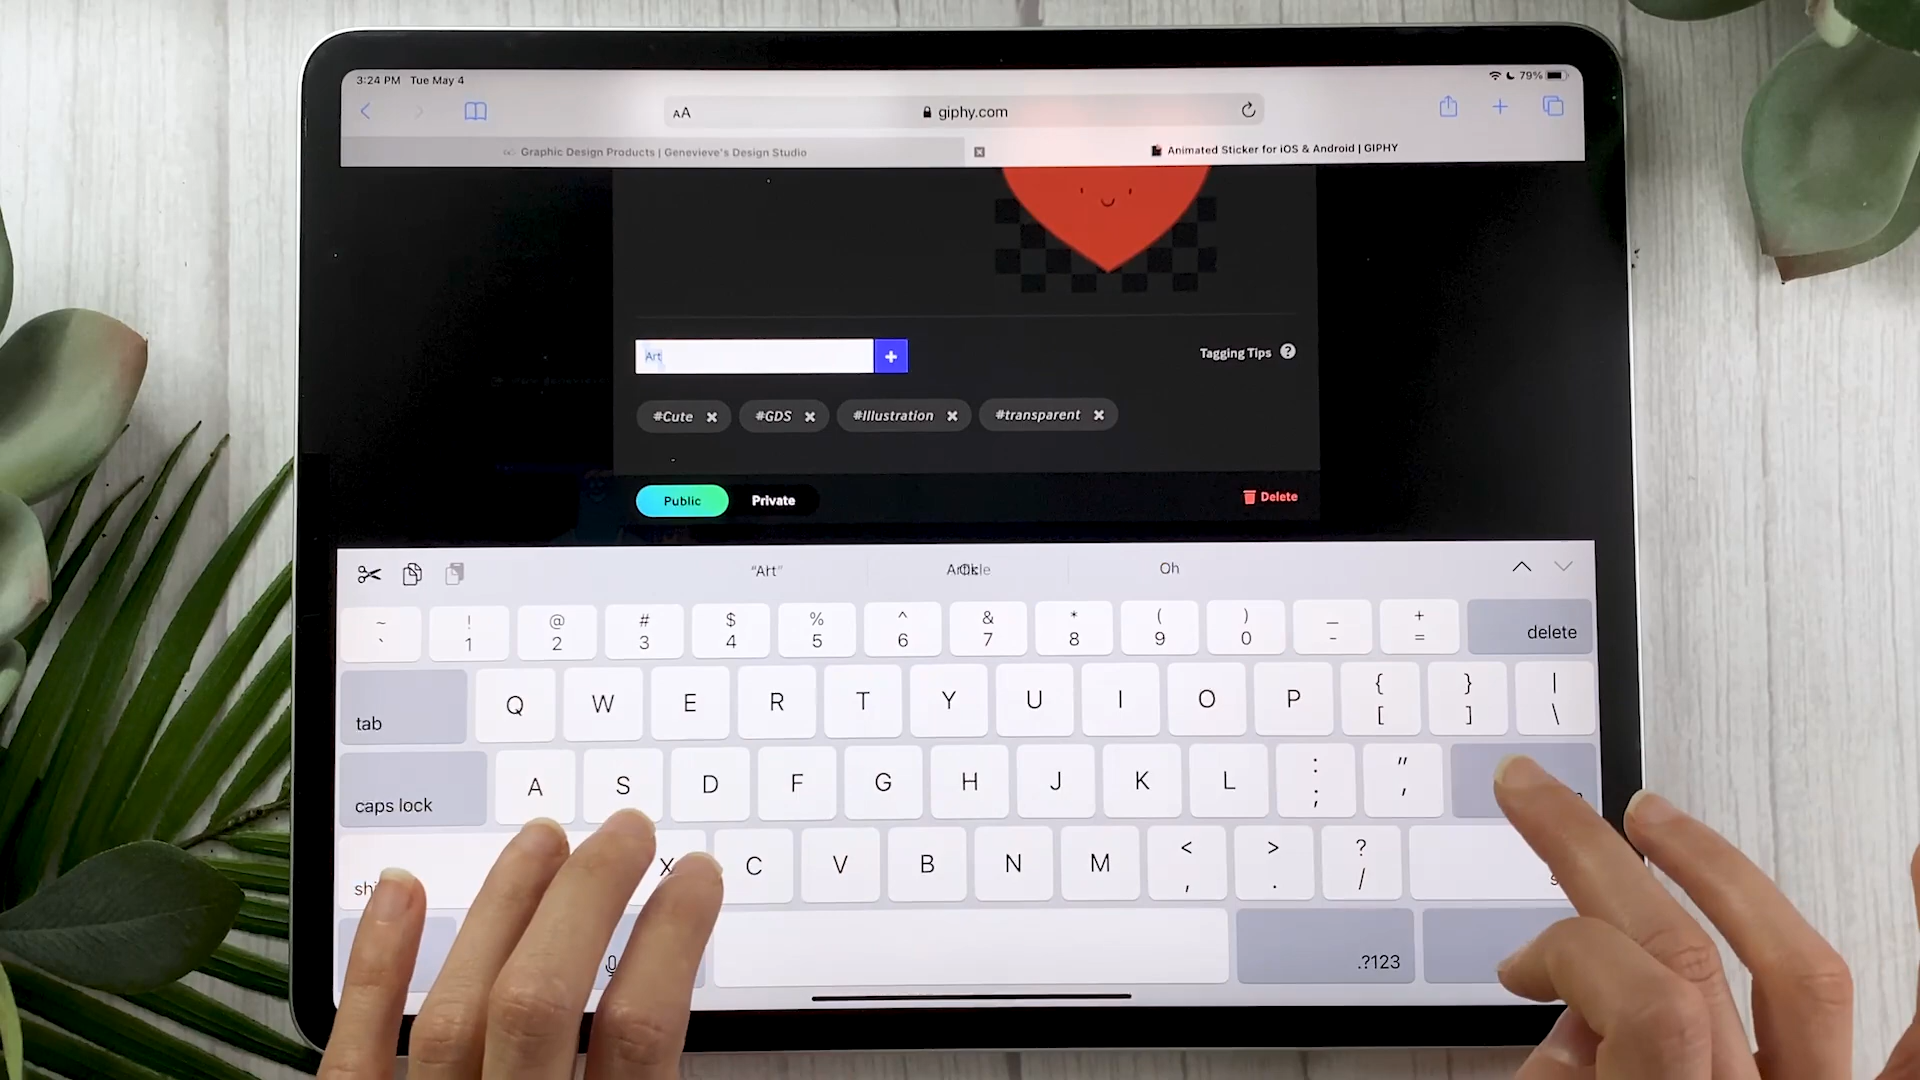 3:24 PM Tue May 4
79%
AA
giphy.com
Graphic Design Products | Genevieve's Design Studio
Animated Sticker for iOS & Android | GIPHY
Art
+
Tagging Tips ?
#Cute × #GDS × #Illustration × #transparent ×
Public Private
Delete
"Art" Oh
~ ! @ # $ % ^ & * ( ) _ +
` 1 2 3 4 5 6 7 8 9 0 - = delete
tab Q W E R T Y U I O P { [ } ] | \
caps lock A S D F G H J K L : ; " '
X C V B N M < , > . ? /
.?123